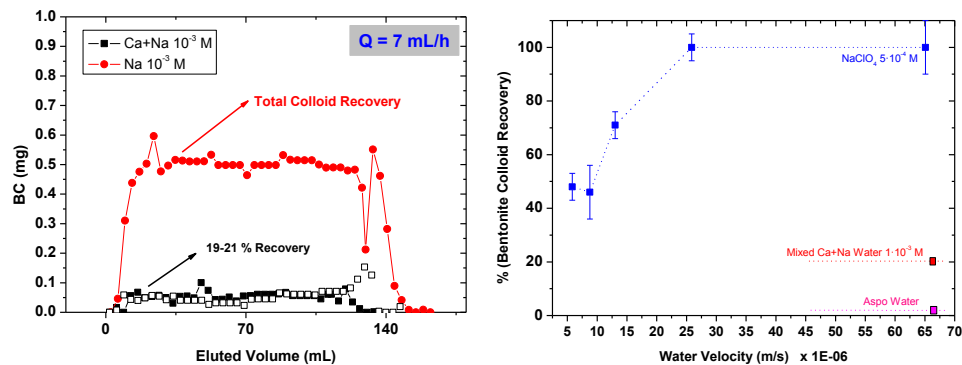 1.0
0.9
0.8
0.7
0.6
0.5
0.4
0.3
0.2
0.1
0.0
BC (mg)
Ca+Na 10⁻³ M
Na 10⁻³ M
Q = 7 mL/h
Total Colloid Recovery
19-21 % Recovery
0 70 140
Eluted Volume (mL)
100
80
60
40
20
0
% (Bentonite Colloid Recovery)
NaClO₄ 5·10⁻⁴ M
Mixed Ca+Na Water 1·10⁻³ M
Aspo Water
5 10 15 20 25 30 35 40 45 50 55 60 65 70
Water Velocity (m/s) x 1E-06